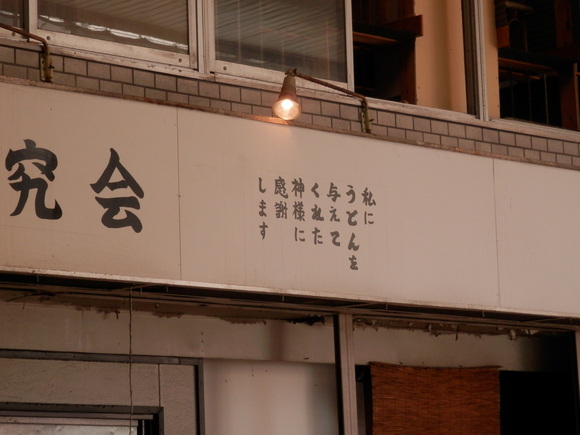 究会
私に
うどんを
与えて
くれた
神様に
感謝
します